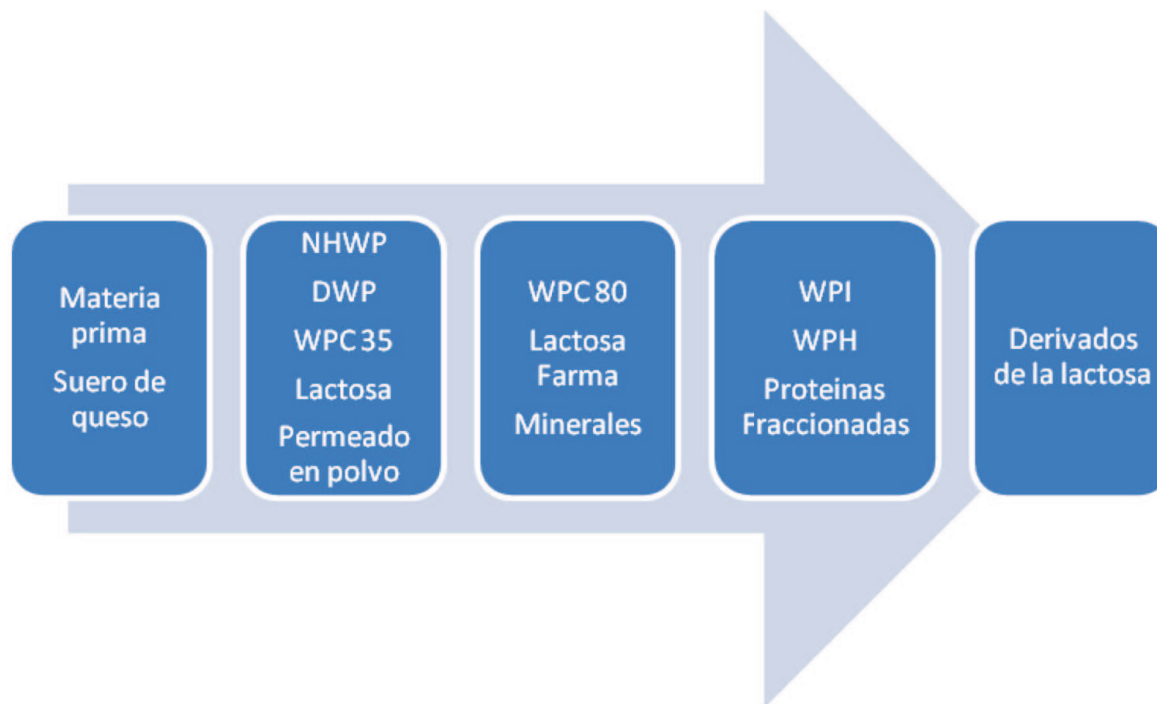 Materia
prima
Suero de
queso
NHWP
DWP
WPC 35
Lactosa
Permeado
en polvo
WPC 80
Lactosa
Farma
Minerales
WPI
WPH
Proteinas
Fraccionadas
Derivados
de la lactosa